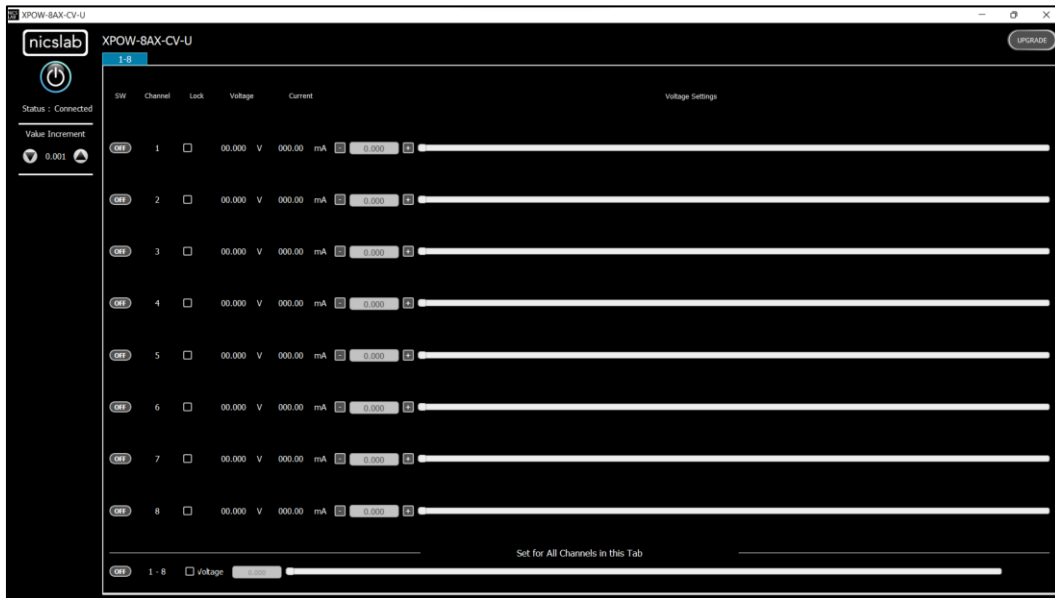 XPOW-8AX-CV-U
nicslab
XPOW-8AX-CV-U
UPGRADE
1-8
Status : Connected
Value Increment
0.001
SW Channel Lock Voltage Current Voltage Settings
OFF 1 00.000 V 000.00 mA - 0.000 +
OFF 2 00.000 V 000.00 mA - 0.000 +
OFF 3 00.000 V 000.00 mA - 0.000 +
OFF 4 00.000 V 000.00 mA - 0.000 +
OFF 5 00.000 V 000.00 mA - 0.000 +
OFF 6 00.000 V 000.00 mA - 0.000 +
OFF 7 00.000 V 000.00 mA - 0.000 +
OFF 8 00.000 V 000.00 mA - 0.000 +
Set for All Channels in this Tab
OFF 1 - 8 Voltage 0.000